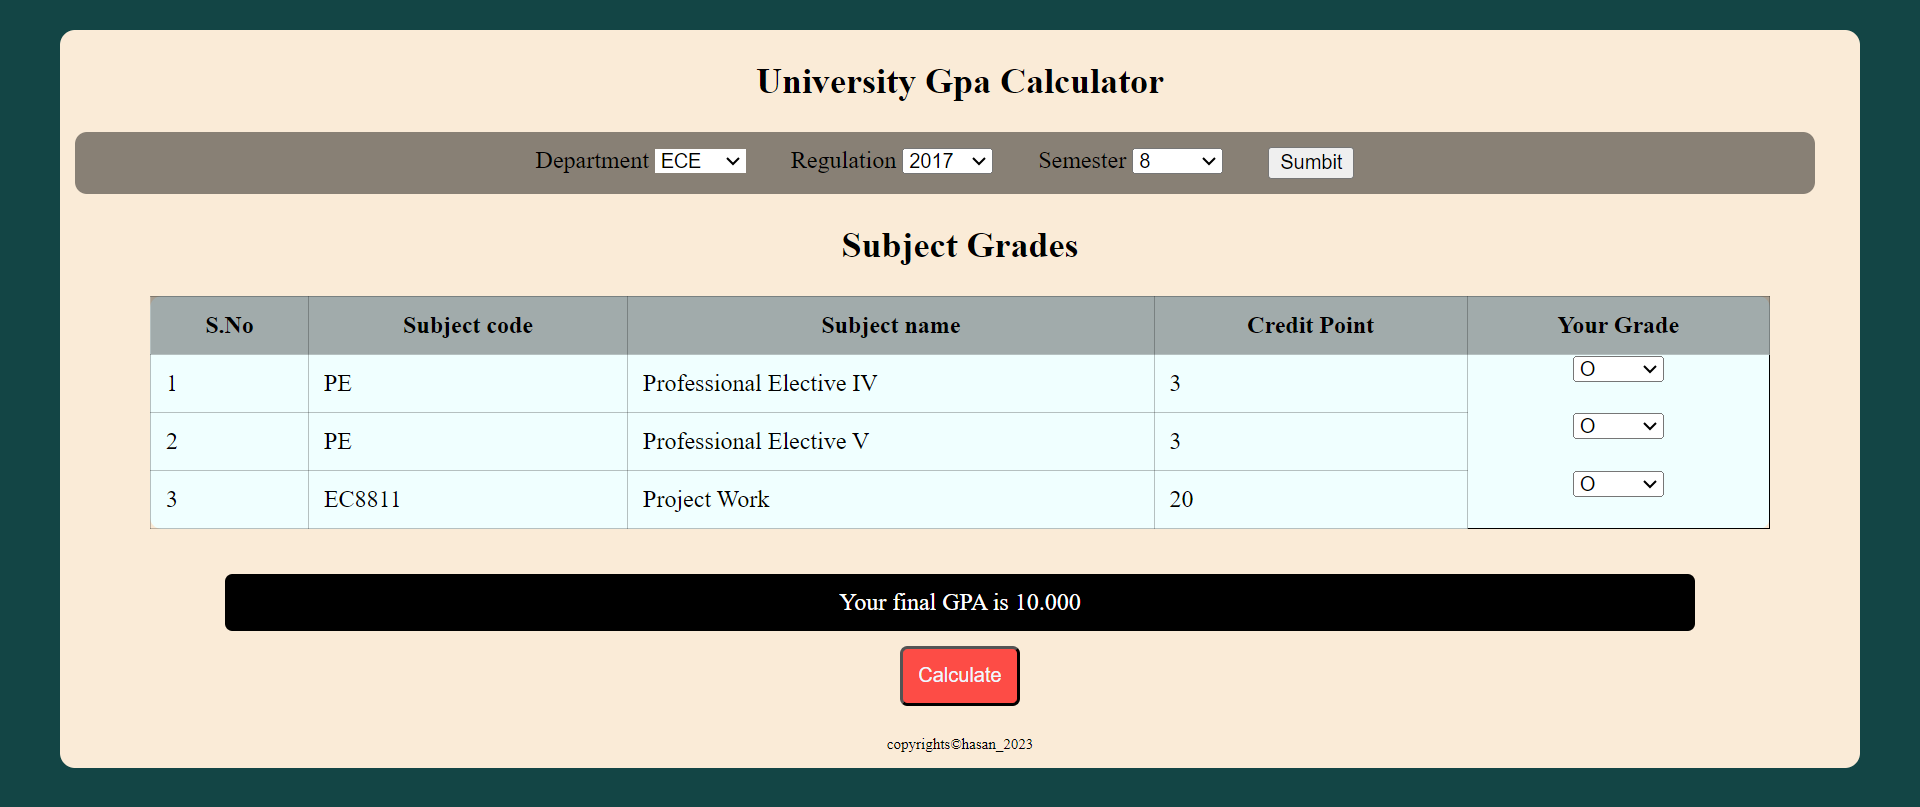 University Gpa Calculator
Department ECE Regulation 2017 Semester 8 Sumbit
Subject Grades
S.No Subject code Subject name Credit Point Your Grade
1 PE Professional Elective IV 3 O
2 PE Professional Elective V 3 O
3 EC8811 Project Work 20 O
Your final GPA is 10.000
Calculate
copyrights©hasan_2023